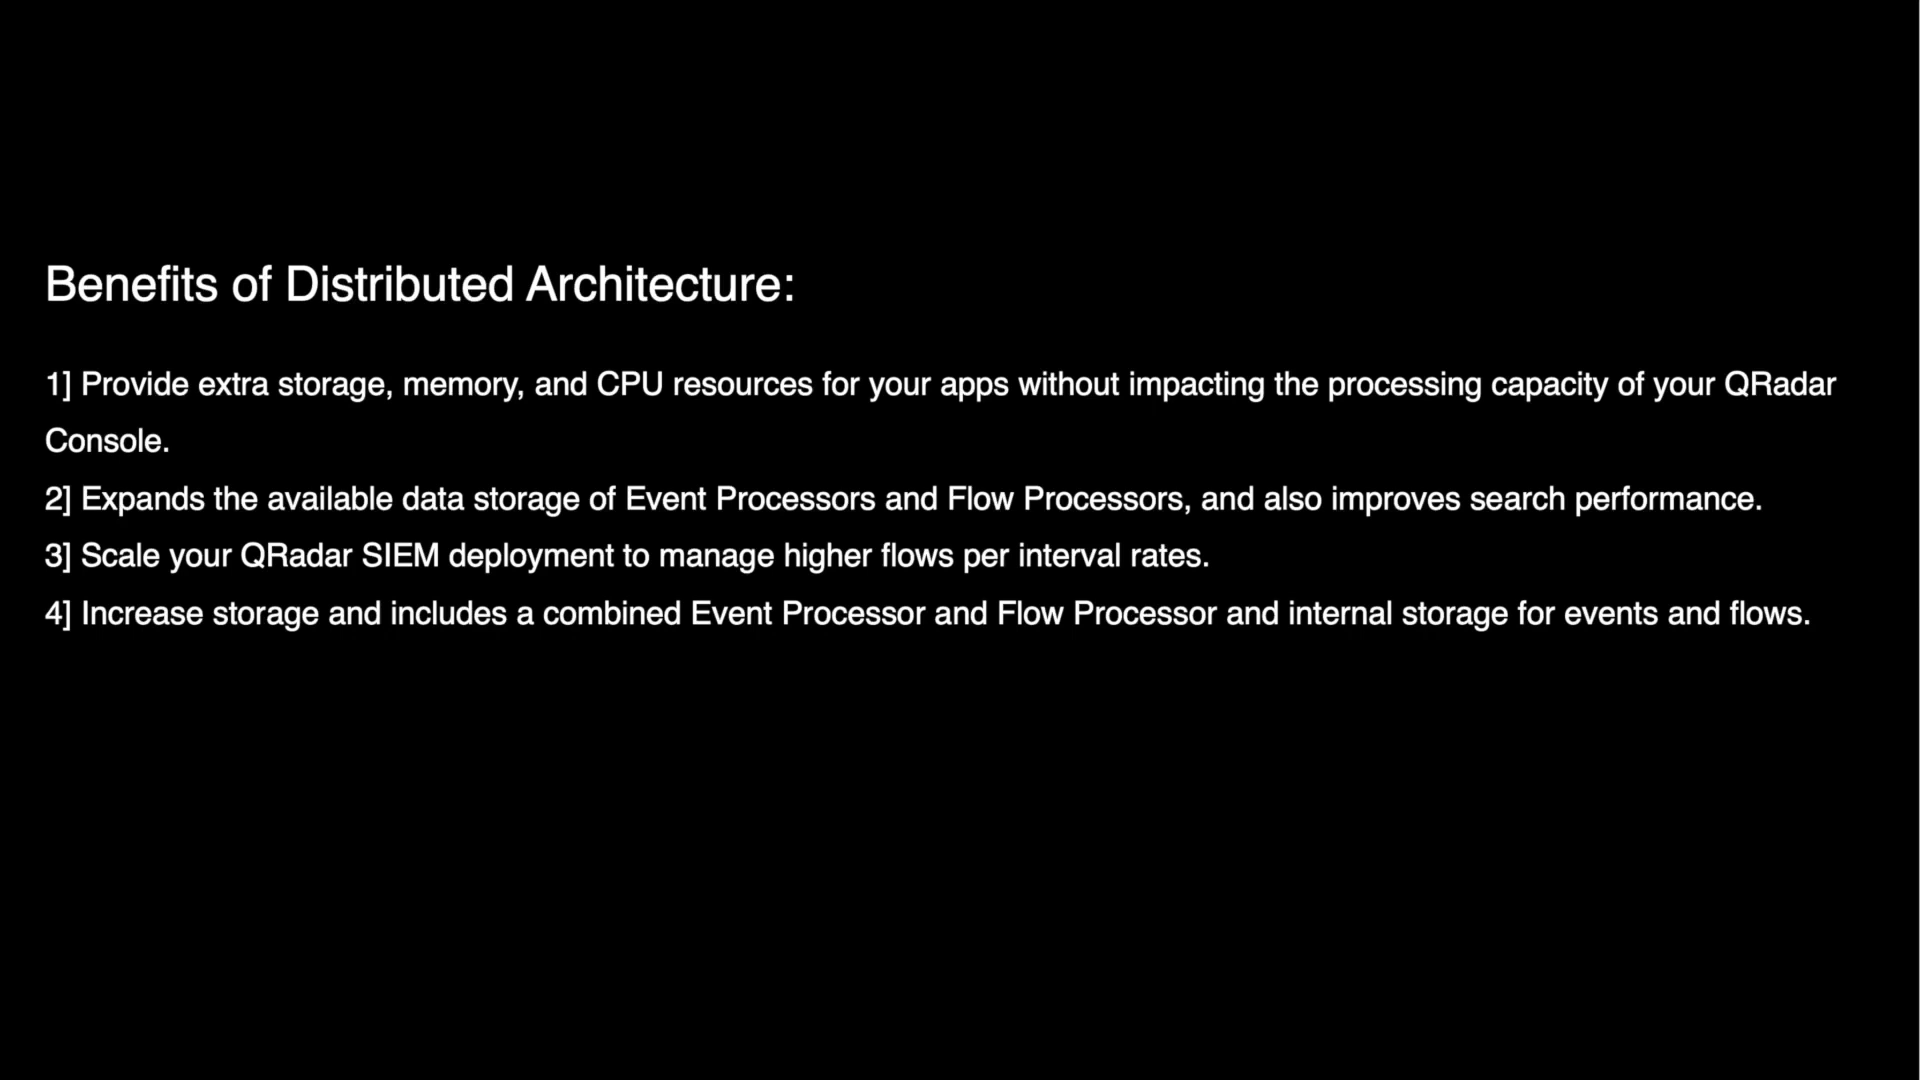 Benefits of Distributed Architecture:
1] Provide extra storage, memory, and CPU resources for your apps without impacting the processing capacity of your QRadar
Console.
2] Expands the available data storage of Event Processors and Flow Processors, and also improves search performance.
3] Scale your QRadar SIEM deployment to manage higher flows per interval rates.
4] Increase storage and includes a combined Event Processor and Flow Processor and internal storage for events and flows.